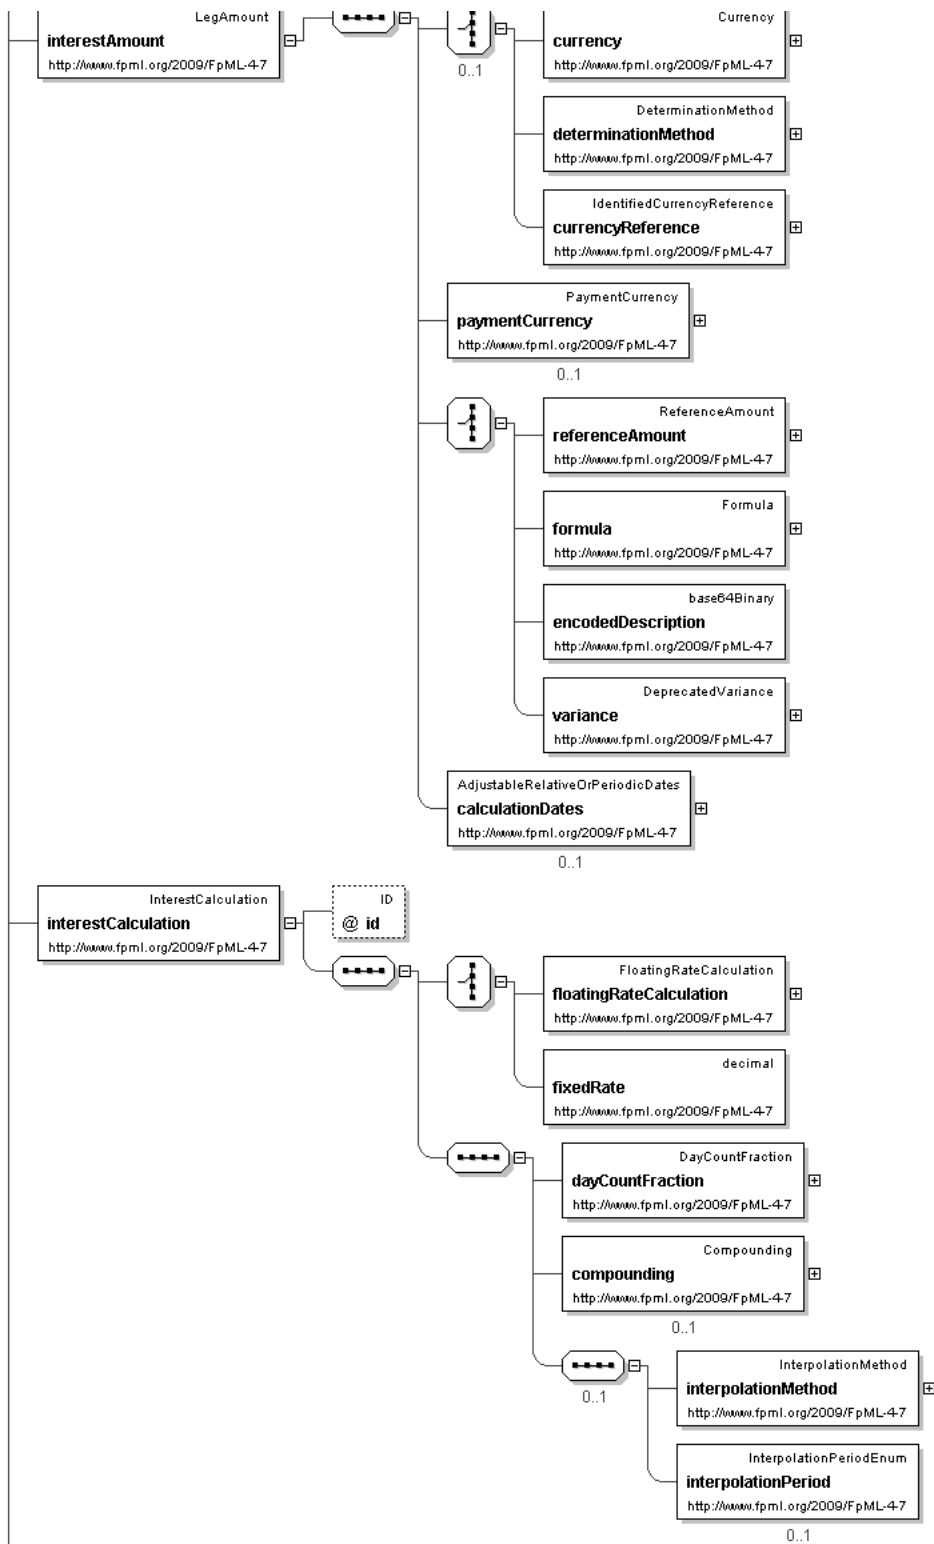 LegAmount
interestAmount
http://www.fpml.org/2009/FpML-4-7
0..1
Currency
currency
http://www.fpml.org/2009/FpML-4-7
DeterminationMethod
determinationMethod
http://www.fpml.org/2009/FpML-4-7
IdentifiedCurrencyReference
currencyReference
http://www.fpml.org/2009/FpML-4-7
PaymentCurrency
paymentCurrency
http://www.fpml.org/2009/FpML-4-7
0..1
ReferenceAmount
referenceAmount
http://www.fpml.org/2009/FpML-4-7
Formula
formula
http://www.fpml.org/2009/FpML-4-7
base64Binary
encodedDescription
http://www.fpml.org/2009/FpML-4-7
DeprecatedVariance
variance
http://www.fpml.org/2009/FpML-4-7
AdjustableRelativeOrPeriodicDates
calculationDates
http://www.fpml.org/2009/FpML-4-7
0..1
InterestCalculation
interestCalculation
http://www.fpml.org/2009/FpML-4-7
ID
@ id
FloatingRateCalculation
floatingRateCalculation
http://www.fpml.org/2009/FpML-4-7
decimal
fixedRate
http://www.fpml.org/2009/FpML-4-7
DayCountFraction
dayCountFraction
http://www.fpml.org/2009/FpML-4-7
Compounding
compounding
http://www.fpml.org/2009/FpML-4-7
0..1
0..1
InterpolationMethod
interpolationMethod
http://www.fpml.org/2009/FpML-4-7
InterpolationPeriodEnum
interpolationPeriod
http://www.fpml.org/2009/FpML-4-7
0..1